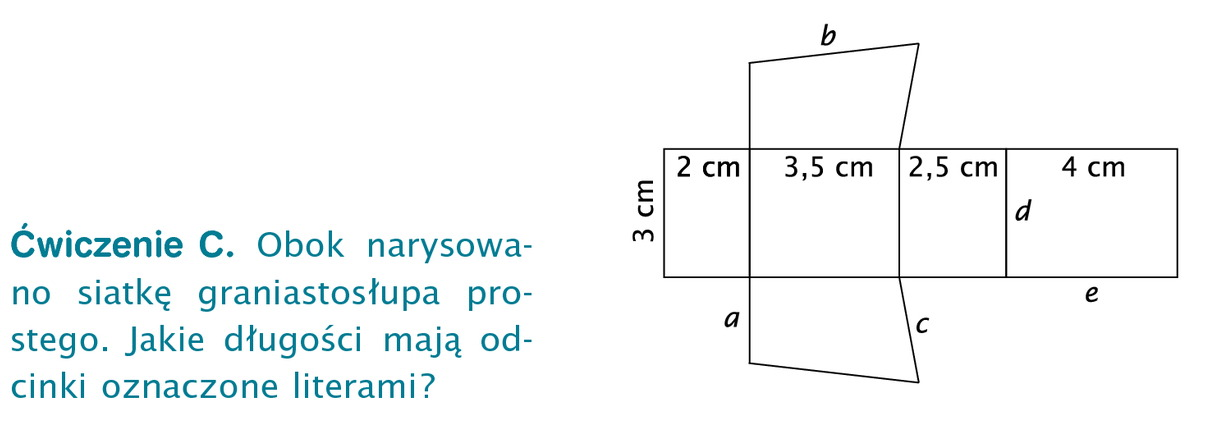 Ćwiczenie C. Obok narysowa-
no siatkę graniastosłupa pro-
stego. Jakie długości mają od-
cinki oznaczone literami?
b
2 cm 3,5 cm 2,5 cm 4 cm
3 cm
d
e
a
c